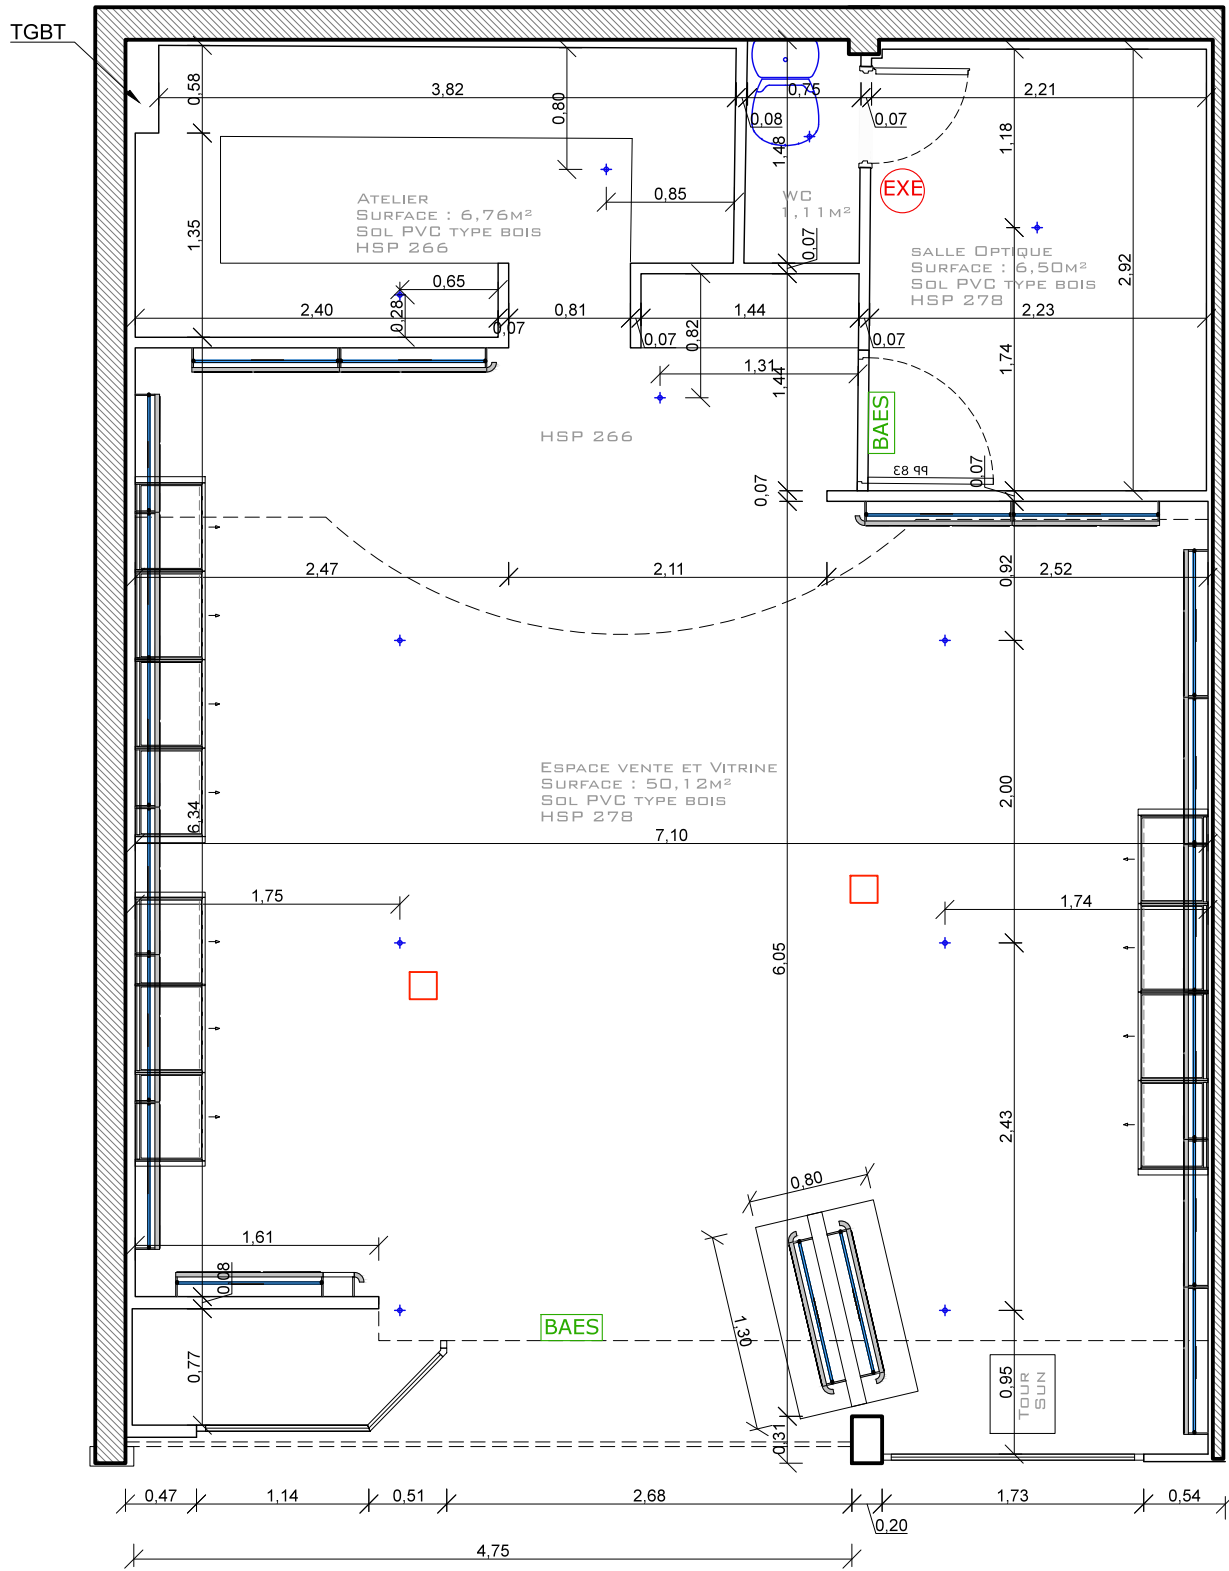 TGBT
0,58
3,82
0,80
0,75
0,08
0,07
2,21
1,48
1,18
EXE
ATELIER
SURFACE : 6,76M²
SOL PVC TYPE BOIS
HSP 266
0,85
WC
1,11M²
1,35
0,07
SALLE OPTIQUE
SURFACE : 6,50M²
SOL PVC TYPE BOIS
HSP 278
2,92
0,65
0,28
2,40
0,07
0,81
0,07
0,82
1,44
0,07
2,23
1,31
1,44
1,74
BAES
HSP 266
PP 83
0,07
0,07
2,47
2,11
0,92
2,52
ESPACE VENTE ET VITRINE
SURFACE : 50,12M²
SOL PVC TYPE BOIS
HSP 278
2,00
6,34
7,10
1,75
1,74
6,05
2,43
0,80
1,61
0,08
1,30
BAES
0,77
0,95
TOUR
SUN
0,31
0,47
1,14
0,51
2,68
0,20
1,73
0,54
4,75